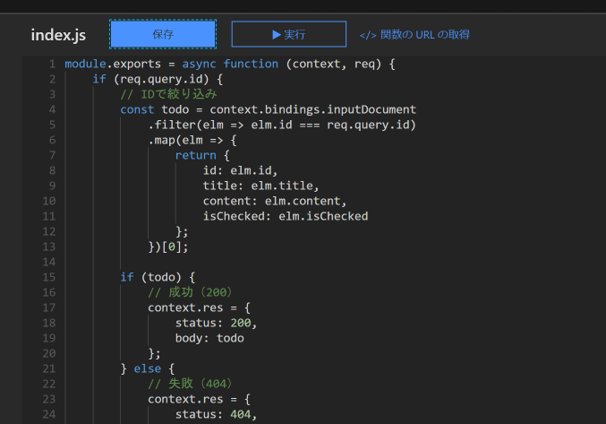 index.js 保存 ▶ 実行 </> 関数の URL の取得
1 module.exports = async function (context, req) {
2     if (req.query.id) {
3         // IDで絞り込み
4         const todo = context.bindings.inputDocument
5             .filter(elm => elm.id === req.query.id)
6             .map(elm => {
7                 return {
8                     id: elm.id,
9                     title: elm.title,
10                     content: elm.content,
11                     isChecked: elm.isChecked
12                 };
13             })[0];
14
15         if (todo) {
16             // 成功（200）
17             context.res = {
18                 status: 200,
19                 body: todo
20             };
21         } else {
22             // 失敗（404）
23             context.res = {
24                 status: 404,